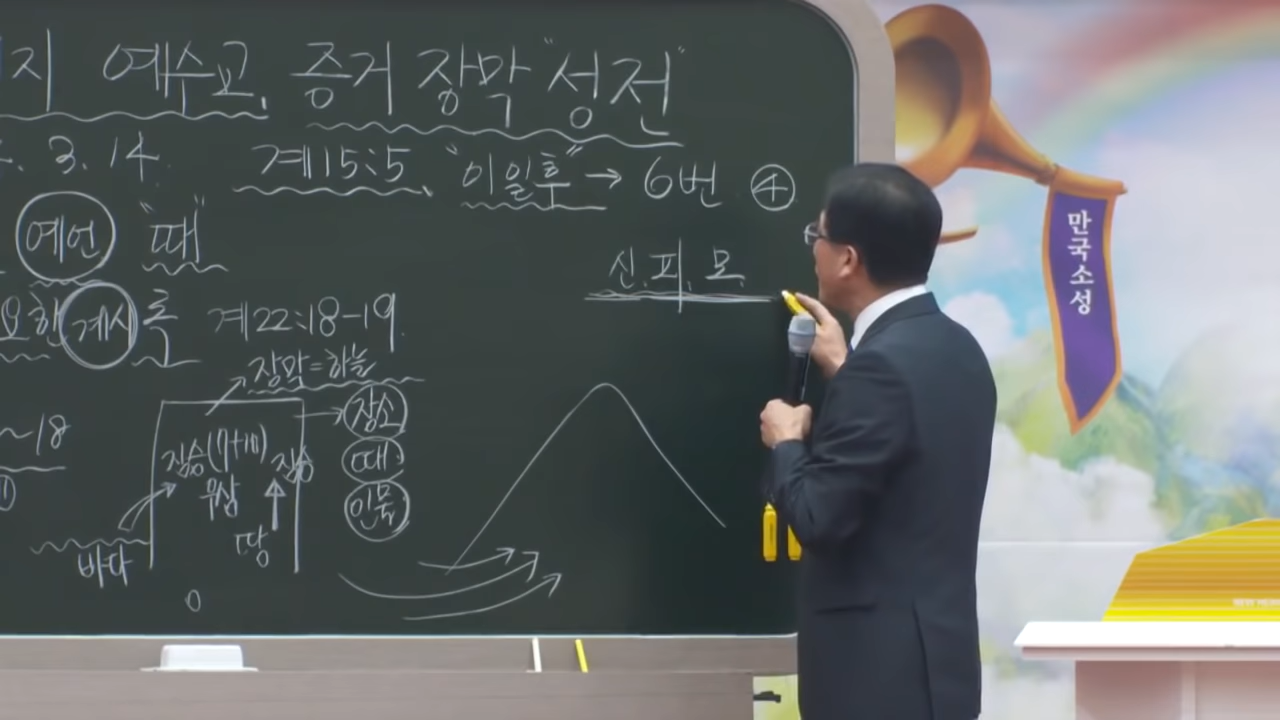 지 예수교, 증거 장막 "성전"
. 3. 14. 계15:5, "이일후" → 6번 ④
예언 "때"
신. 피. 모.
요한계시록 계22:18-19.
장막=하늘
~18 장소
짐승(7+10) 짐승 때
①
우상 인물
땅
바다
만국소성